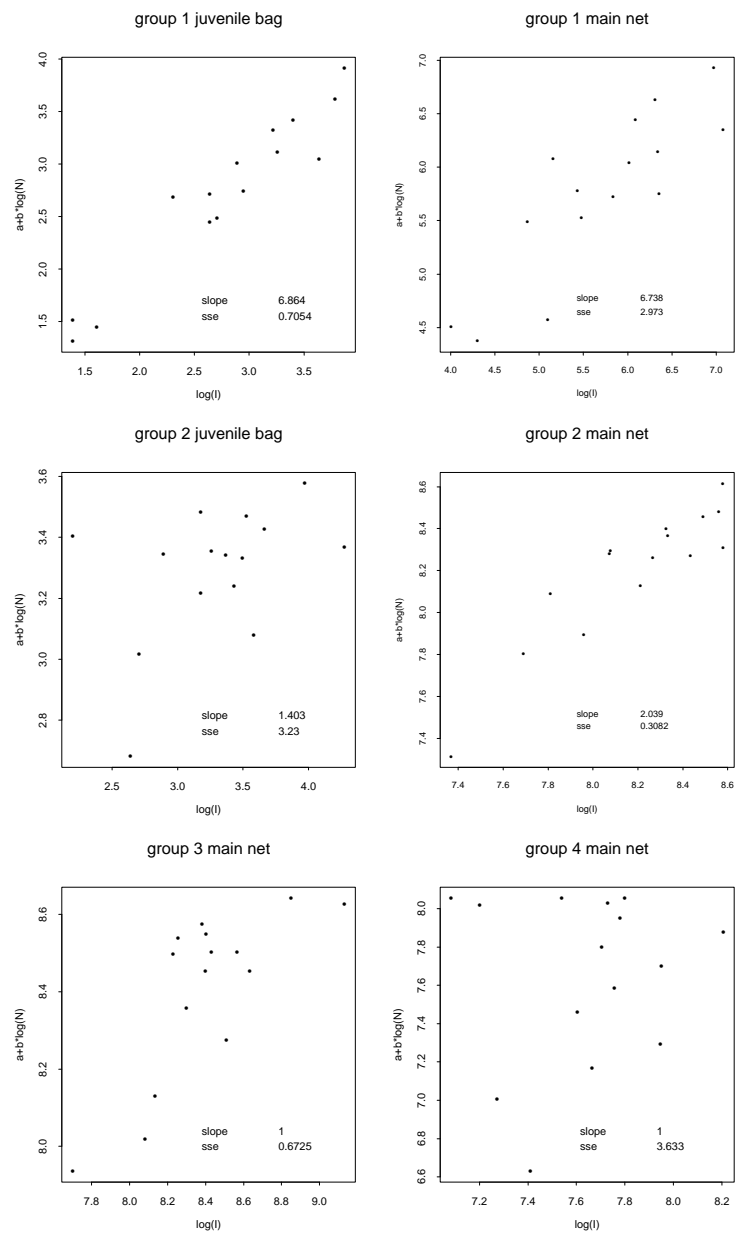 group 1 juvenile bag
a+b*log(N)
4.0
3.5
3.0
2.5
2.0
1.5
slope 6.864
sse 0.7054
1.5 2.0 2.5 3.0 3.5
log(I)
group 1 main net
a+b*log(N)
7.0
6.5
6.0
5.5
5.0
4.5
slope 6.738
sse 2.973
4.0 4.5 5.0 5.5 6.0 6.5 7.0
log(I)
group 2 juvenile bag
a+b*log(N)
3.6
3.4
3.2
3.0
2.8
slope 1.403
sse 3.23
2.5 3.0 3.5 4.0
log(I)
group 2 main net
a+b*log(N)
8.6
8.4
8.2
8.0
7.8
7.6
7.4
slope 2.039
sse 0.3082
7.4 7.6 7.8 8.0 8.2 8.4 8.6
log(I)
group 3 main net
a+b*log(N)
8.6
8.4
8.2
8.0
slope 1
sse 0.6725
7.8 8.0 8.2 8.4 8.6 8.8 9.0
log(I)
group 4 main net
a+b*log(N)
8.0
7.8
7.6
7.4
7.2
7.0
6.8
6.6
slope 1
sse 3.633
7.2 7.4 7.6 7.8 8.0 8.2
log(I)